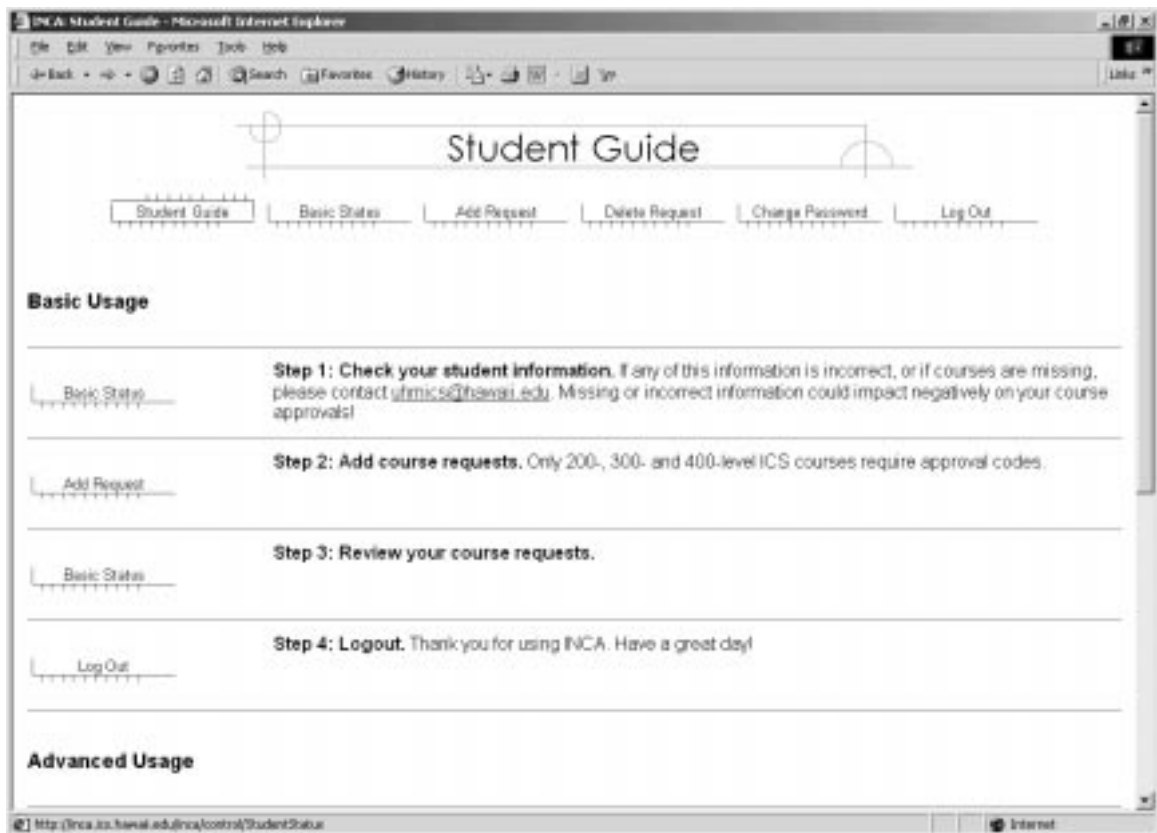 INCA: Student Guide - Microsoft Internet Explorer
File Edit View Favorites Tools Help
Back Search Favorites History Links
Student Guide
Student Guide Basic Status Add Request Delete Request Change Password Log Out
Basic Usage
Basic Status
Step 1: Check your student information. If any of this information is incorrect, or if courses are missing,
please contact uhmics@hawaii.edu. Missing or incorrect information could impact negatively on your course
approvals!
Add Request
Step 2: Add course requests. Only 200-, 300- and 400-level ICS courses require approval codes.
Basic Status
Step 3: Review your course requests.
Log Out
Step 4: Logout. Thank you for using INCA. Have a great day!
Advanced Usage
http://inca.ics.hawaii.edu/inca/control/StudentStatus Internet